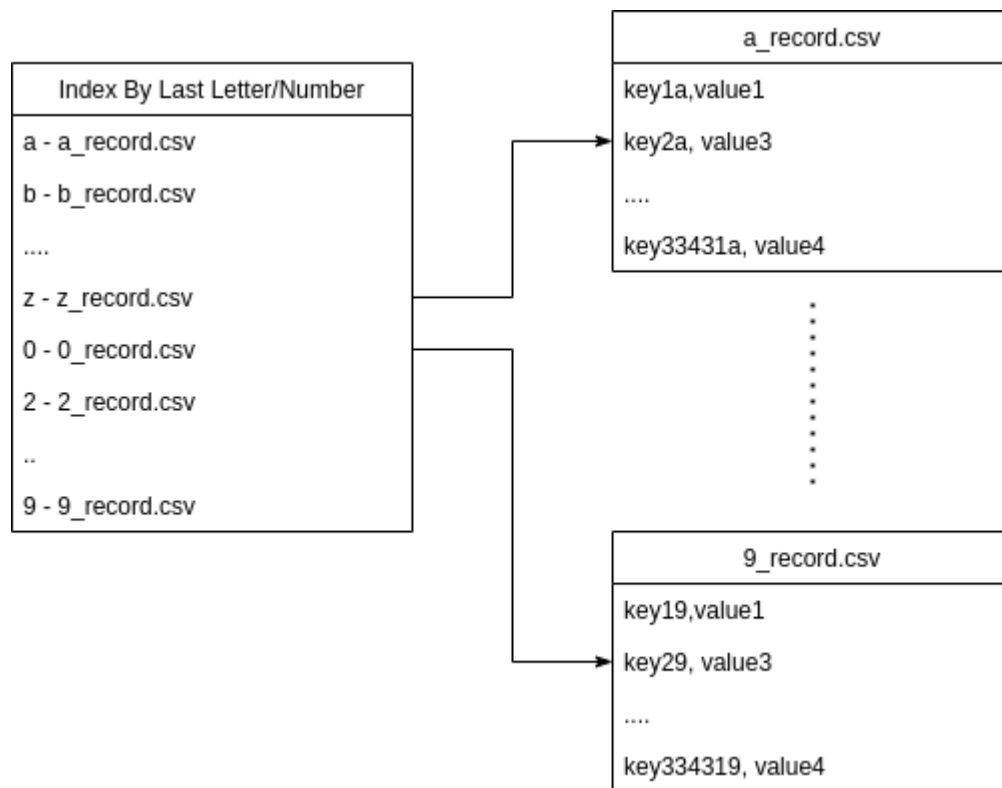 Index By Last Letter/Number
a - a_record.csv
b - b_record.csv
....
z - z_record.csv
0 - 0_record.csv
2 - 2_record.csv
..
9 - 9_record.csv
a_record.csv
key1a,value1
key2a, value3
....
key33431a, value4
9_record.csv
key19,value1
key29, value3
....
key334319, value4